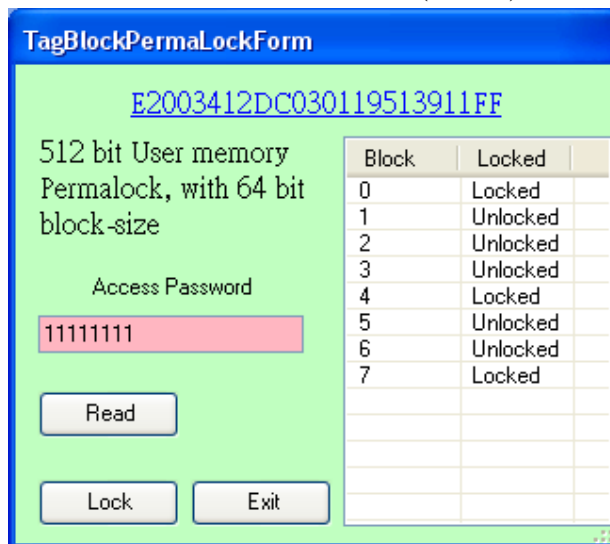 TagBlockPermaLockForm
E2003412DC030119513911FF
512 bit User memory
Permalock, with 64 bit
block-size
Access Password
11111111
Read
Lock Exit
Block Locked
0 Locked
1 Unlocked
2 Unlocked
3 Unlocked
4 Locked
5 Unlocked
6 Unlocked
7 Locked